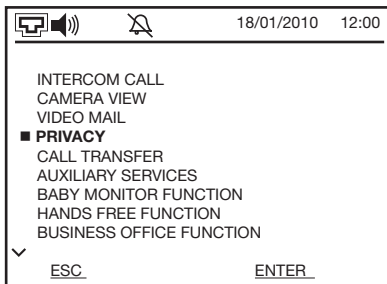 18/01/2010 12:00
INTERCOM CALL
CAMERA VIEW
VIDEO MAIL
PRIVACY
CALL TRANSFER
AUXILIARY SERVICES
BABY MONITOR FUNCTION
HANDS FREE FUNCTION
BUSINESS OFFICE FUNCTION
ESC ENTER